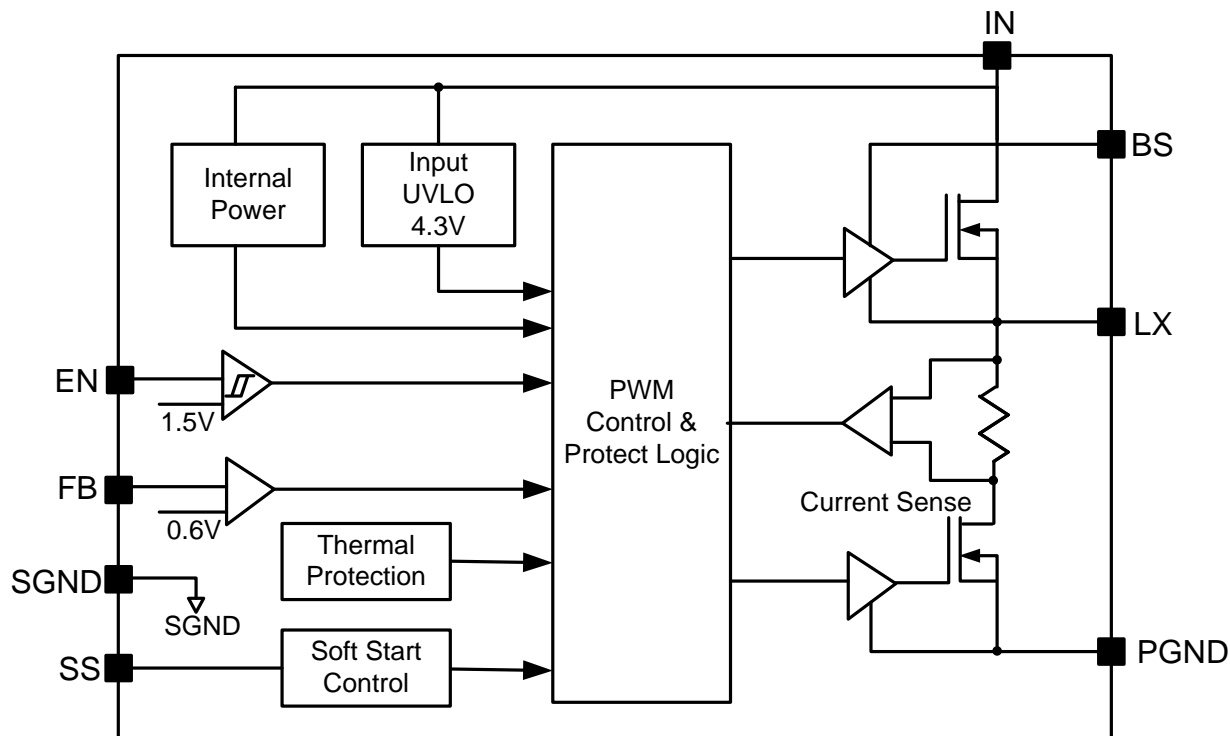 IN
BS
Internal
Power
Input
UVLO
4.3V
LX
EN
1.5V
PWM
Control &
Protect Logic
FB
0.6V
Current Sense
Thermal
Protection
SGND
SGND
SS
Soft Start
Control
PGND